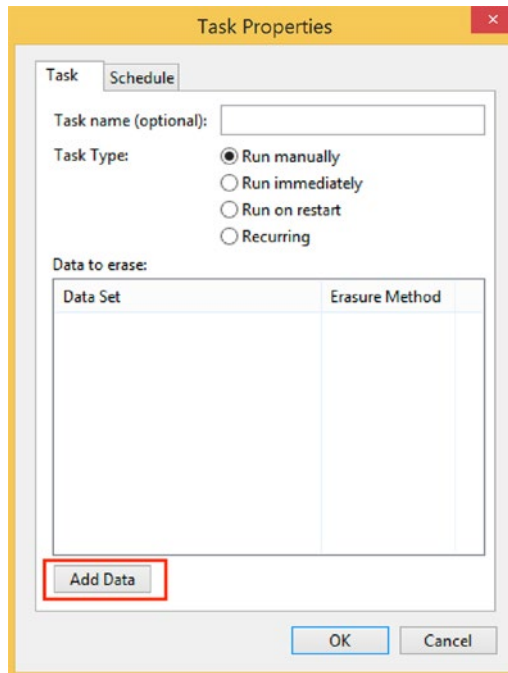 Task Properties
Task Schedule
Task name (optional):
Task Type: Run manually
Run immediately
Run on restart
Recurring
Data to erase:
Data Set Erasure Method
Add Data
OK Cancel